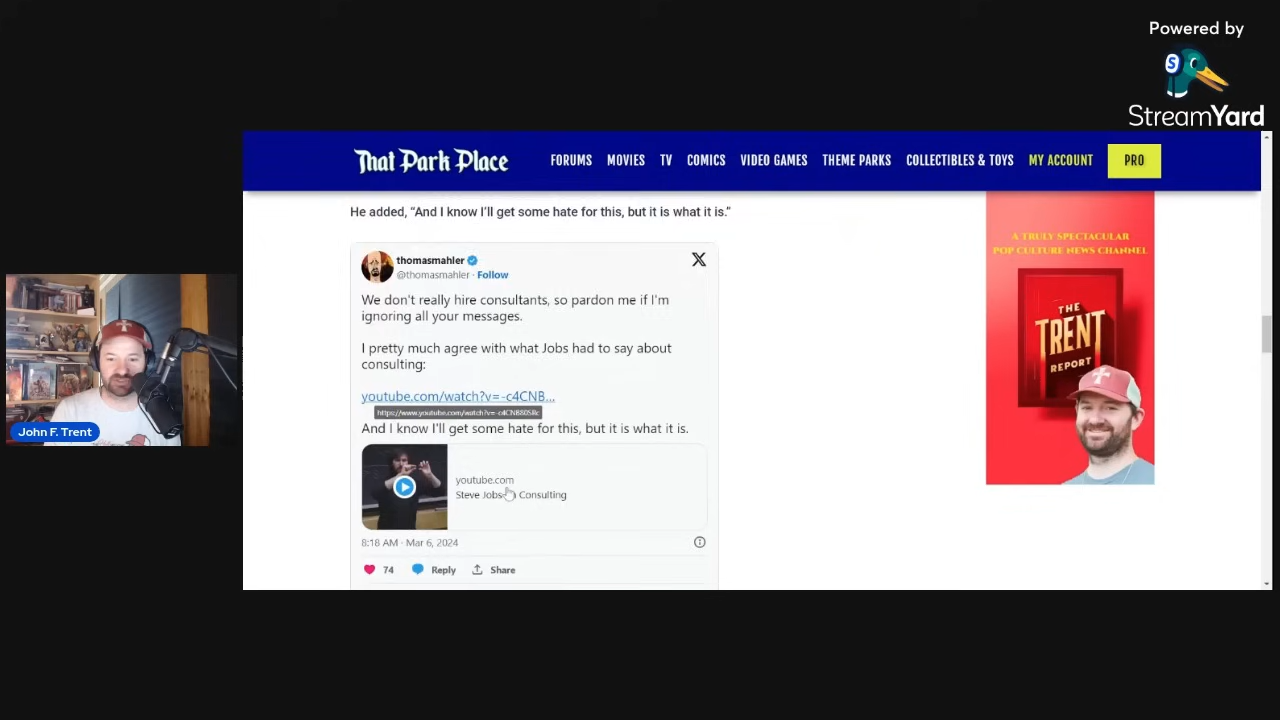 Powered by
S
StreamYard
That Park Place
FORUMS MOVIES TV COMICS VIDEO GAMES THEME PARKS COLLECTIBLES & TOYS MY ACCOUNT PRO
He added, “And I know I’ll get some hate for this, but it is what it is.”
thomasmahler
@thomasmahler · Follow
X
We don't really hire consultants, so pardon me if I'm
ignoring all your messages.
I pretty much agree with what Jobs had to say about
consulting:
youtube.com/watch?v=-c4CNB...
And I know I'll get some hate for this, but it is what it is.
youtube.com
Steve Jobs Consulting
8:18 AM · Mar 6, 2024
74 Reply Share
A TRULY SPECTACULAR
POP CULTURE NEWS CHANNEL
THE
TRENT
REPORT
John F. Trent